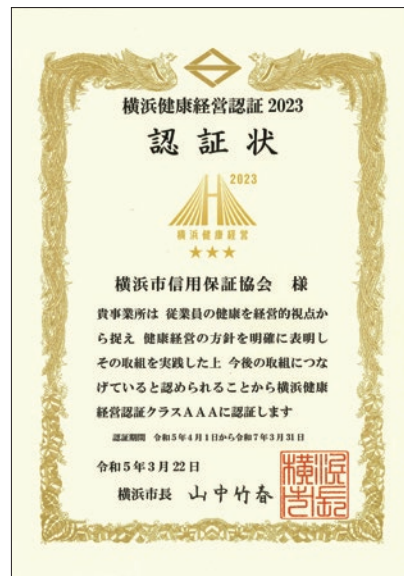 横浜健康経営認証 2023
認証状
2023
横浜健康経営
★★★
横浜市信用保証協会 様
貴事業所は 従業員の健康を経営的視点か
ら捉え 健康経営の方針を明確に表明し
その取組を実践した上 今後の取組につな
げていると認められることから横浜健康
経営認証クラスAAAに認証します
認証期間 令和5年4月1日から令和7年3月31日
令和5年3月22日
横浜市長 山中竹春
横浜市長